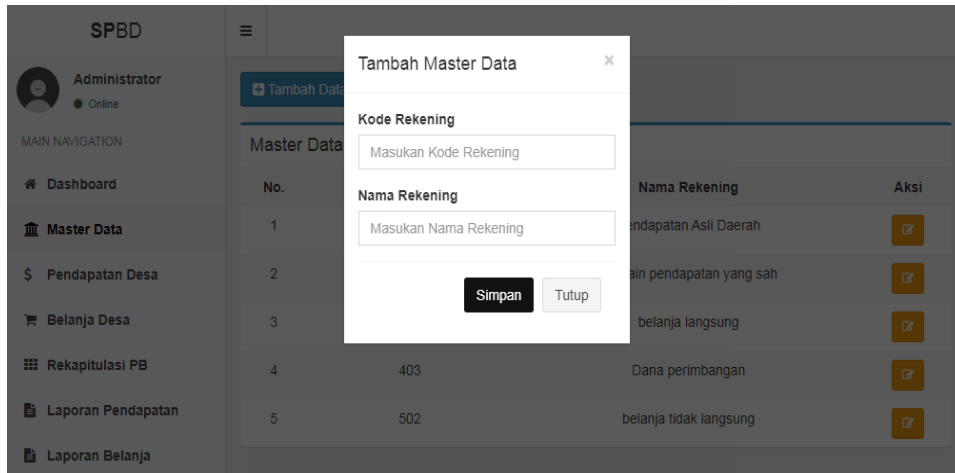 SPBD
Administrator
Online
MAIN NAVIGATION
Dashboard
Master Data
Pendapatan Desa
Belanja Desa
Rekapitulasi PB
Laporan Pendapatan
Laporan Belanja
Tambah Data
Master Data
No. Nama Rekening Aksi
1 Asli Daerah
2 pendapatan yang sah
3 belanja langsung
4 403 Dana perimbangan
5 502 belanja tidak langsung
Tambah Master Data ×
Kode Rekening
Masukan Kode Rekening
Nama Rekening
Masukan Nama Rekening
Simpan Tutup